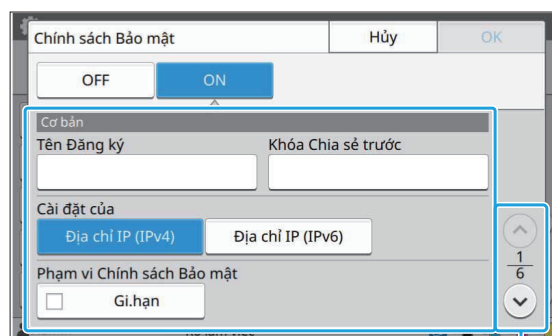 Chính sách Bảo mật Hủy OK
OFF ON
Cơ bản
Tên Đăng ký Khóa Chia sẻ trước
Cài đặt của
Địa chỉ IP (IPv4) Địa chỉ IP (IPv6)
Phạm vi Chính sách Bảo mật
Gi.hạn
1
6